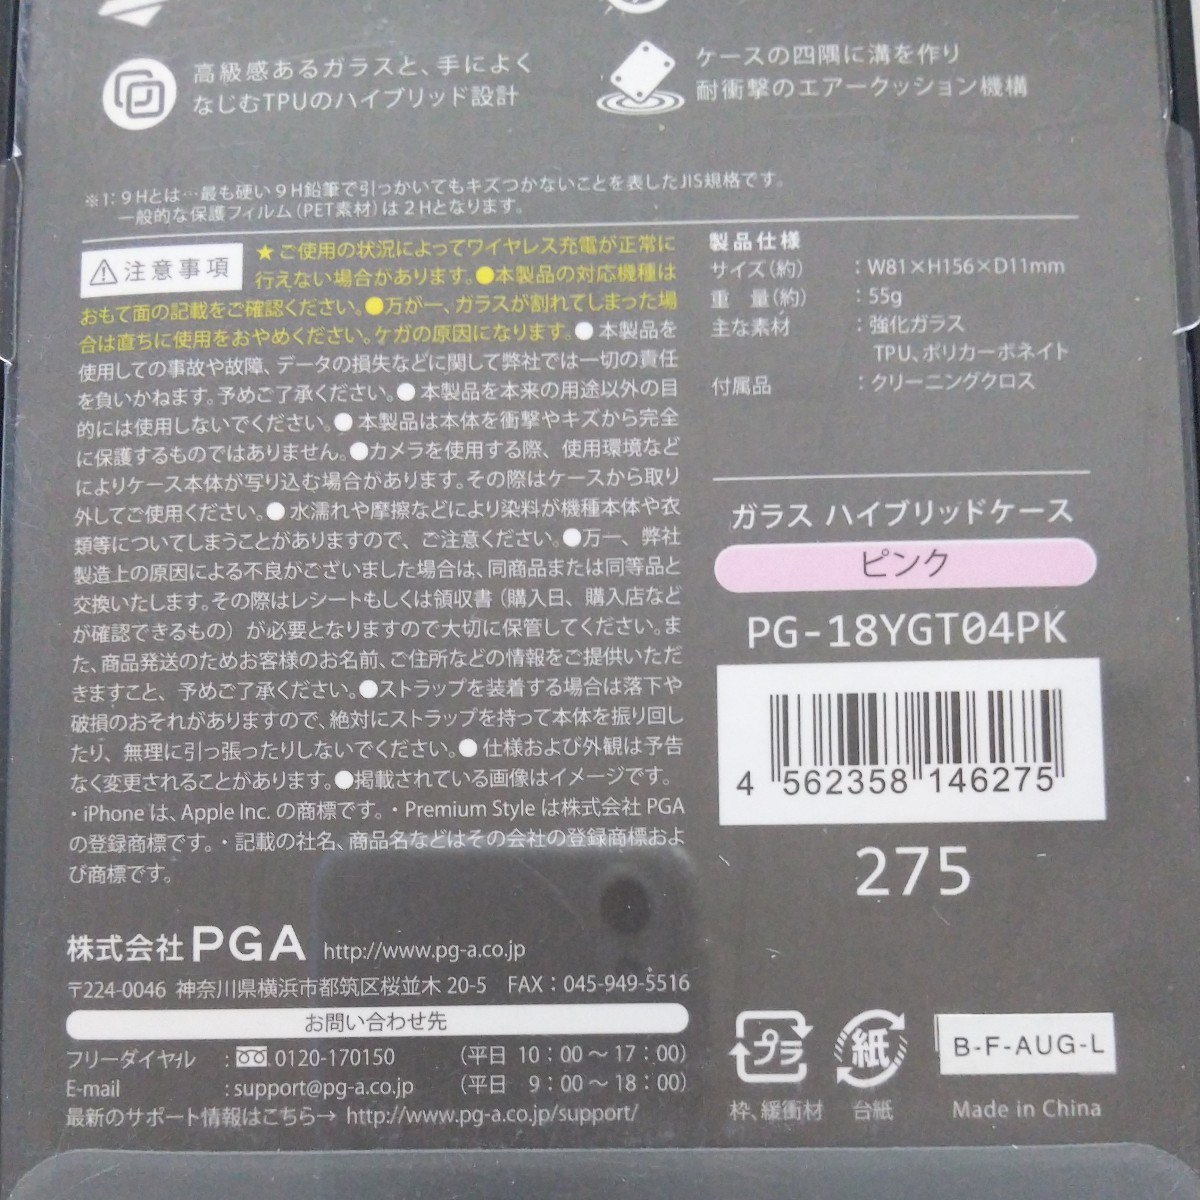 高級感あるガラスと、手によく
なじむTPUのハイブリッド設計
ケースの四隅に溝を作り
耐衝撃のエアークッション機構
※1:９Hとは…最も硬い９H鉛筆で引っかいてもキズつかないことを表したJIS規格です。
一般的な保護フィルム（PET素材）は２Hとなります。
注意事項
★ご使用の状況によってワイヤレス充電が正常に
行えない場合があります。●本製品の対応機種は
おもて面の記載をご確認ください。●万が一、ガラスが割れてしまった場
合は直ちに使用をおやめください。ケガの原因になります。●本製品を
使用しての事故や故障、データの損失などに関して弊社では一切の責任
を負いかねます。予めご了承ください。●本製品を本来の用途以外の目
的には使用しないでください。●本製品は本体を衝撃やキズから完全
に保護するものではありません。●カメラを使用する際、使用環境など
によりケース本体が写り込む場合があります。その際はケースから取り
外してご使用ください。●水濡れや摩擦などにより染料が機種本体や衣
類等についてしまうことがありますので、ご注意ください。●万一、弊社
製造上の原因による不良がございました場合は、同商品または同等品と
交換いたします。その際はレシートもしくは領収書（購入日、購入店など
が確認できるもの）が必要となりますので大切に保管してください。ま
た、商品発送のためお客様のお名前、ご住所などの情報をご提供いただ
きますこと、予めご了承ください。●ストラップを装着する場合は落下や
破損のおそれがありますので、絶対にストラップを持って本体を振り回し
たり、無理に引っ張ったりしないでください。●仕様および外観は予告
なく変更されることがあります。●掲載されている画像はイメージです。
・iPhone は、Apple Inc. の商標です。・Premium Style は株式会社 PGA
の登録商標です。・記載の社名、商品名などはその会社の登録商標およ
び商標です。
製品仕様
サイズ（約） ：W81×H156×D11mm
重 量（約） ：55g
主な素材 ：強化ガラス
TPU、ポリカーボネイト
付属品 ：クリーニングクロス
ガラス ハイブリッドケース
ピンク
PG-18YGT04PK
4 562358 146275
275
株式会社 PGA http://www.pg-a.co.jp
〒224-0046 神奈川県横浜市都筑区桜並木 20-5 FAX：045-949-5516
お問い合わせ先
フリーダイヤル ： 0120-170150 （平日 10：00～17：00）
E-mail : support@pg-a.co.jp （平日 9：00～18：00）
最新のサポート情報はこちら→ http://www.pg-a.co.jp/support/
プラ
紙
枠、緩衝材
台紙
B-F-AUG-L
Made in China